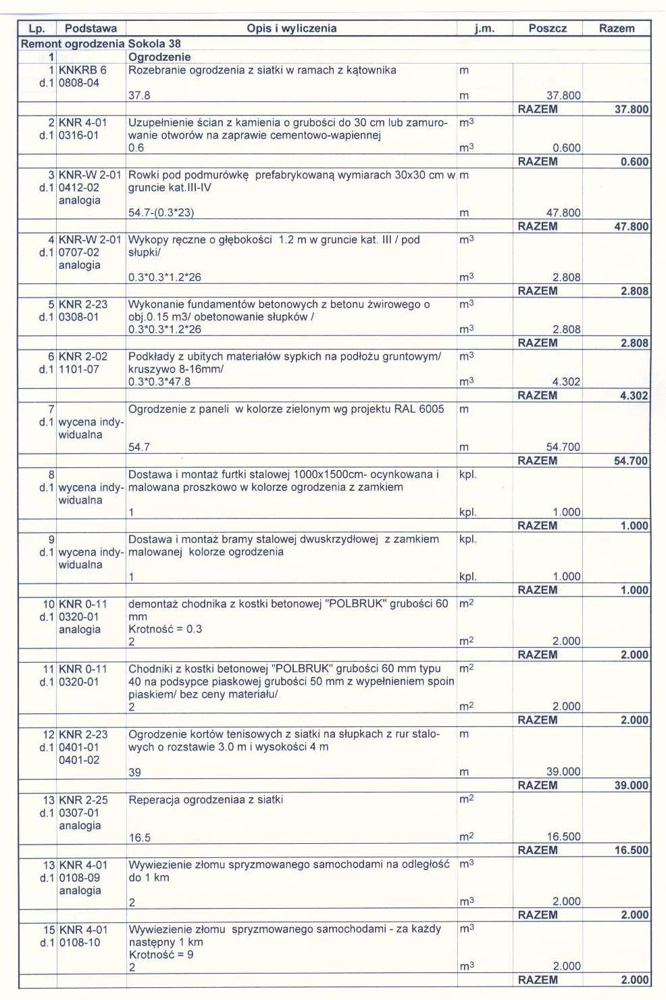 Lp. Podstawa Opis i wyliczenia j.m. Poszcz Razem
Remont ogrodzenia Sokola 38
1 Ogrodzenie
1 KNKRB 6 Rozebranie ogrodzenia z siatki w ramach z kątownika m
d.1 0808-04
37.8 m 37.800
RAZEM 37.800
2 KNR 4-01 Uzupełnienie ścian z kamienia o grubości do 30 cm lub zamuro- m3
d.1 0316-01 wanie otworów na zaprawie cementowo-wapiennej
0.6 m3 0.600
RAZEM 0.600
3 KNR-W 2-01 Rowki pod podmurówkę prefabrykowaną wymiarach 30x30 cm w m
d.1 0412-02 gruncie kat.III-IV
analogia
54.7-(0.3*23) m 47.800
RAZEM 47.800
4 KNR-W 2-01 Wykopy ręczne o głębokości 1.2 m w gruncie kat. III / pod m3
d.1 0707-02 słupki/
analogia
0.3*0.3*1.2*26 m3 2.808
RAZEM 2.808
5 KNR 2-23 Wykonanie fundamentów betonowych z betonu żwirowego o m3
d.1 0308-01 obj.0.15 m3/ obetonowanie słupków /
0.3*0.3*1.2*26 m3 2.808
RAZEM 2.808
6 KNR 2-02 Podkłady z ubitych materiałów sypkich na podłożu gruntowym/ m3
d.1 1101-07 kruszywo 8-16mm/
0.3*0.3*47.8 m3 4.302
RAZEM 4.302
7 Ogrodzenie z paneli w kolorze zielonym wg projektu RAL 6005 m
d.1 wycena indy-
widualna
54.7 m 54.700
RAZEM 54.700
8 Dostawa i montaż furtki stalowej 1000x1500cm- ocynkowana i kpl.
d.1 wycena indy- malowana proszkowo w kolorze ogrodzenia z zamkiem
widualna
1 kpl. 1.000
RAZEM 1.000
9 Dostawa i montaż bramy stalowej dwuskrzydłowej z zamkiem kpl.
d.1 wycena indy- malowanej kolorze ogrodzenia
widualna
1 kpl. 1.000
RAZEM 1.000
10 KNR 0-11 demontaż chodnika z kostki betonowej "POLBRUK" grubości 60 m2
d.1 0320-01 mm
analogia Krotność = 0.3
2 m2 2.000
RAZEM 2.000
11 KNR 0-11 Chodniki z kostki betonowej "POLBRUK" grubości 60 mm typu m2
d.1 0320-01 40 na podsypce piaskowej grubości 50 mm z wypełnieniem spoin
piaskiem/ bez ceny materiału/
2 m2 2.000
RAZEM 2.000
12 KNR 2-23 Ogrodzenie kortów tenisowych z siatki na słupkach z rur stalo- m
d.1 0401-01 wych o rozstawie 3.0 m i wysokości 4 m
0401-02
39 m 39.000
RAZEM 39.000
13 KNR 2-25 Reperacja ogrodzeniaa z siatki m2
d.1 0307-01
analogia
16.5 m2 16.500
RAZEM 16.500
13 KNR 4-01 Wywiezienie złomu spryzmowanego samochodami na odległość m3
d.1 0108-09 do 1 km
analogia
2 m3 2.000
RAZEM 2.000
15 KNR 4-01 Wywiezienie złomu spryzmowanego samochodami - za każdy m3
d.1 0108-10 następny 1 km
Krotność = 9
2 m3 2.000
RAZEM 2.000